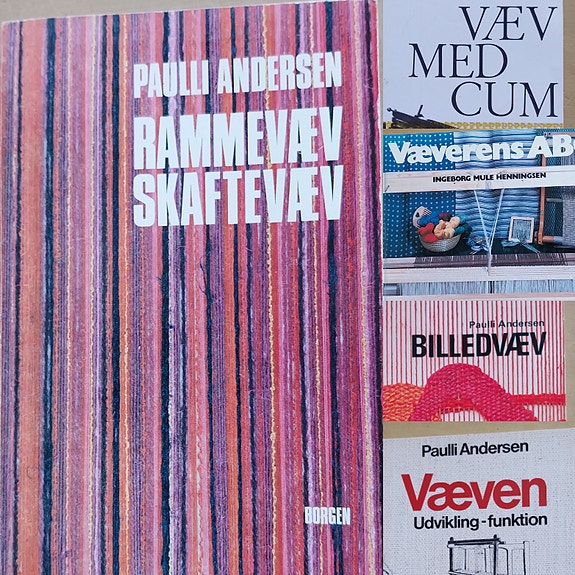 PAULLI ANDERSEN
RAMMEVÆV
SKAFTEVÆV
BORGEN
VÆV
MED
CUM
Væverens AB
INGEBORG MULE HENNINGSEN
Paulli Andersen
BILLEDVÆV
Paulli Andersen
Væven
Udvikling-funktion